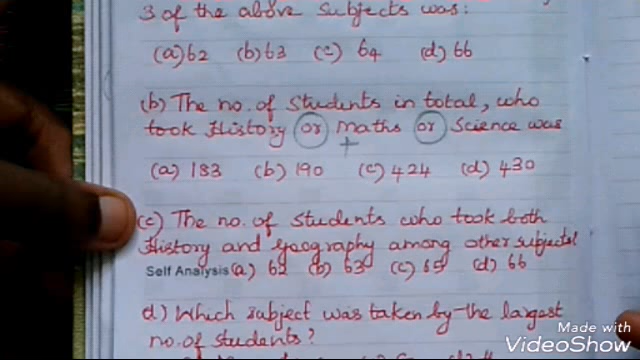 3 of the above subjects was:
(a) 62 (b) 63 (c) 64 (d) 66
(b) The no. of students in total, who
took History or Maths or Science was
+
(a) 183 (b) 190 (c) 424 (d) 430
(c) The no. of students who took both
History and Geography among other subjects!
Self Analysis (a.) 62 (b) 63 (c) 65 (d) 66
d) Which subject was taken by the largest
no. of students?
Made with
VideoShow